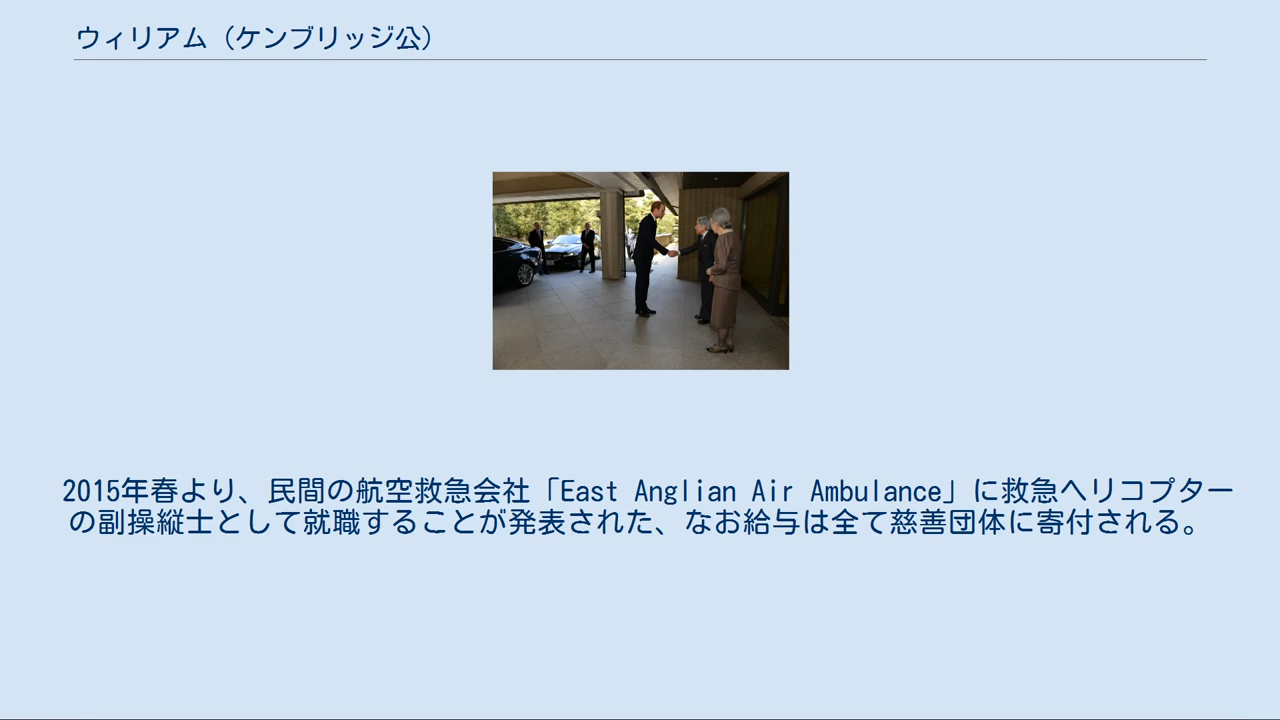 ウィリアム（ケンブリッジ公）
2015年春より、民間の航空救急会社「East Anglian Air Ambulance」に救急ヘリコプター
の副操縦士として就職することが発表された、なお給与は全て慈善団体に寄付される。